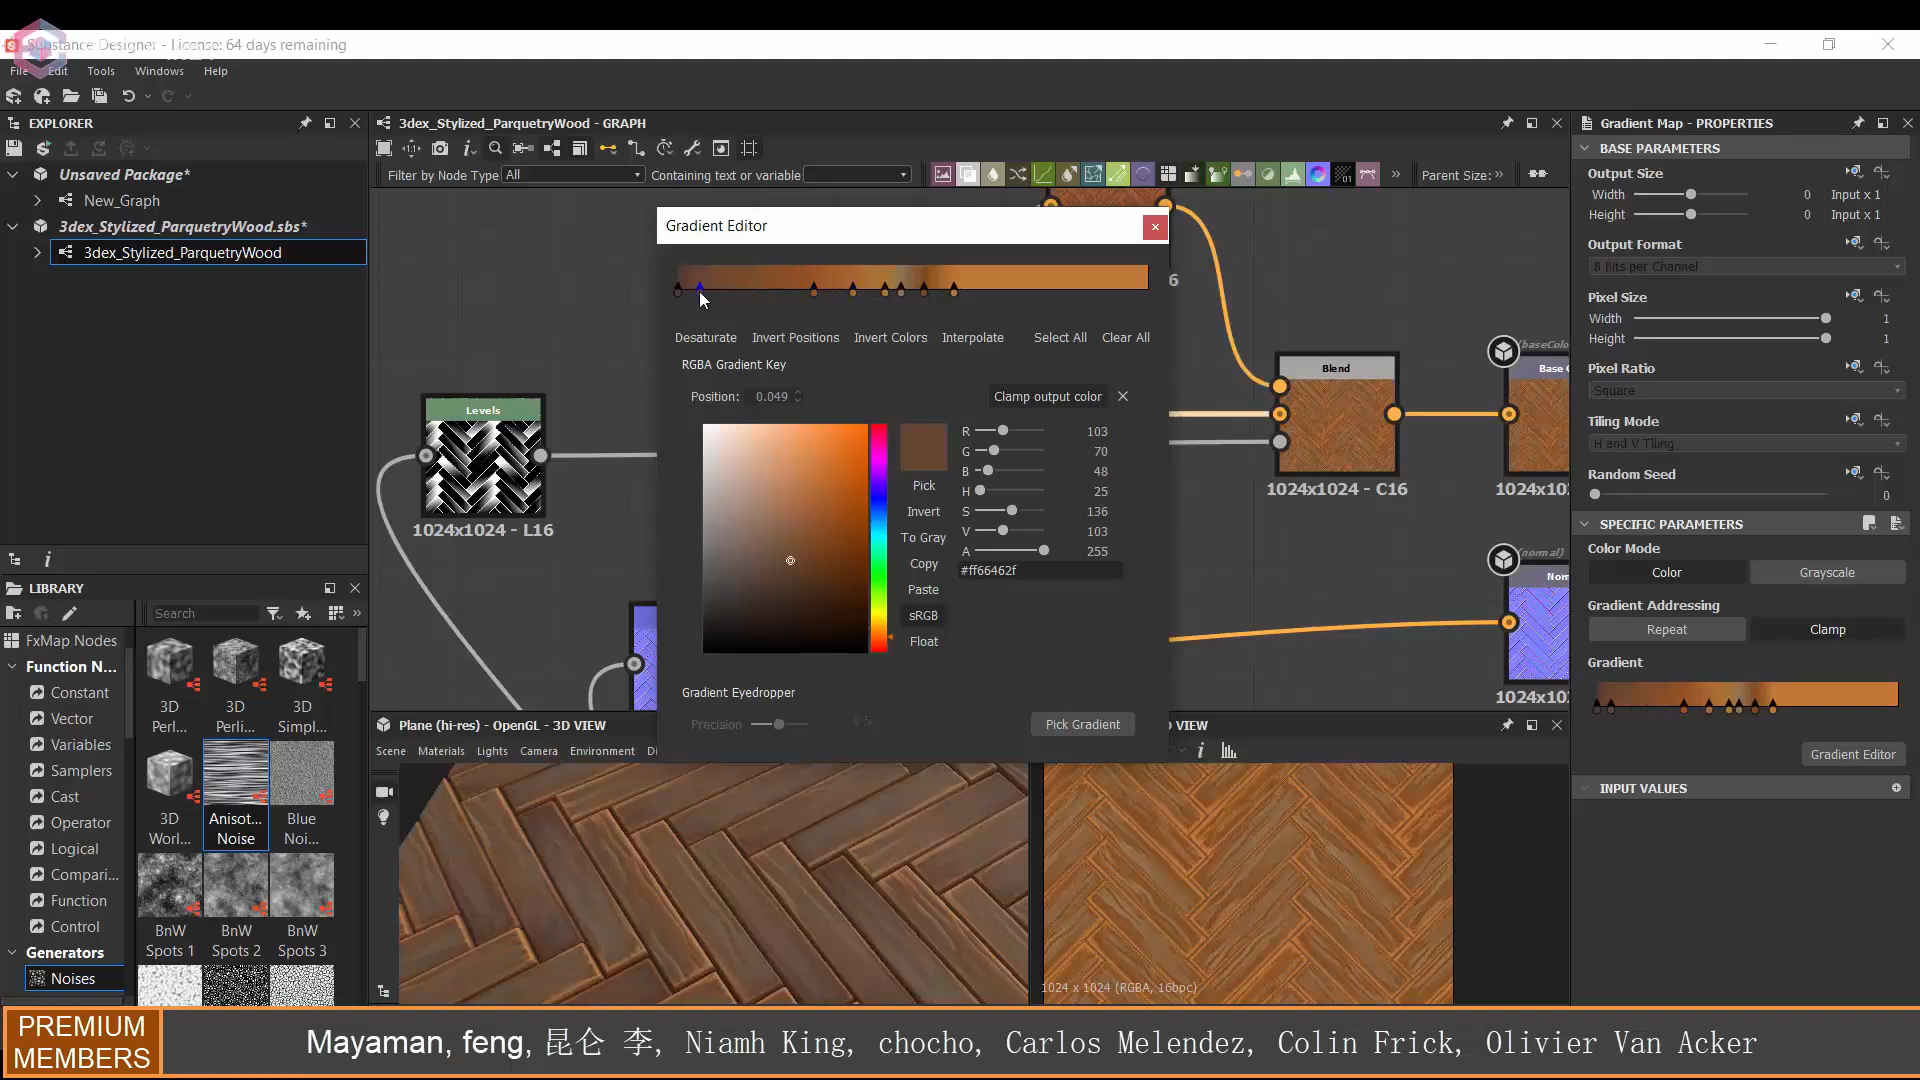 Substance Designer - License: 64 days remaining
File Edit Tools Windows Help
EXPLORER
Unsaved Package*
New_Graph
3dex_Stylized_ParquetryWood.sbs*
3dex_Stylized_ParquetryWood
3dex_Stylized_ParquetryWood - GRAPH
Filter by Node Type All
Containing text or variable
Parent Size:
Levels
1024x1024 - L16
Blend
1024x1024 - C16
Gradient Editor
Desaturate Invert Positions Invert Colors Interpolate Select All Clear All
RGBA Gradient Key
Position: 0.049
Clamp output color
R 103
G 70
B 48
H 25
S 136
V 103
A 255
#ff66462f
Pick
Invert
To Gray
Copy
Paste
sRGB
Float
Gradient Eyedropper
Precision
Pick Gradient
Gradient Map - PROPERTIES
BASE PARAMETERS
Output Size
Width 0 Input x 1
Height 0 Input x 1
Output Format
8 Bits per Channel
Pixel Size
Width 1
Height 1
Pixel Ratio
Square
Tiling Mode
H and V Tiling
Random Seed
0
SPECIFIC PARAMETERS
Color Mode
Color Grayscale
Gradient Addressing
Repeat Clamp
Gradient
Gradient Editor
INPUT VALUES
LIBRARY
Search
FxMap Nodes
Function N...
Constant
Vector
Variables
Samplers
Cast
Operator
Logical
Compari...
Function
Control
Generators
Noises
3D Perl...
3D Perli...
3D Simpl...
3D Worl...
Anisot... Noise
Blue Noi...
BnW Spots 1
BnW Spots 2
BnW Spots 3
Plane (hi-res) - OpenGL - 3D VIEW
Scene Materials Lights Camera Environment
1024 x 1024 (RGBA, 16bpc)
PREMIUM
MEMBERS
Mayaman, feng, 昆仑 李, Niamh King, chocho, Carlos Melendez, Colin Frick, Olivier Van Acker